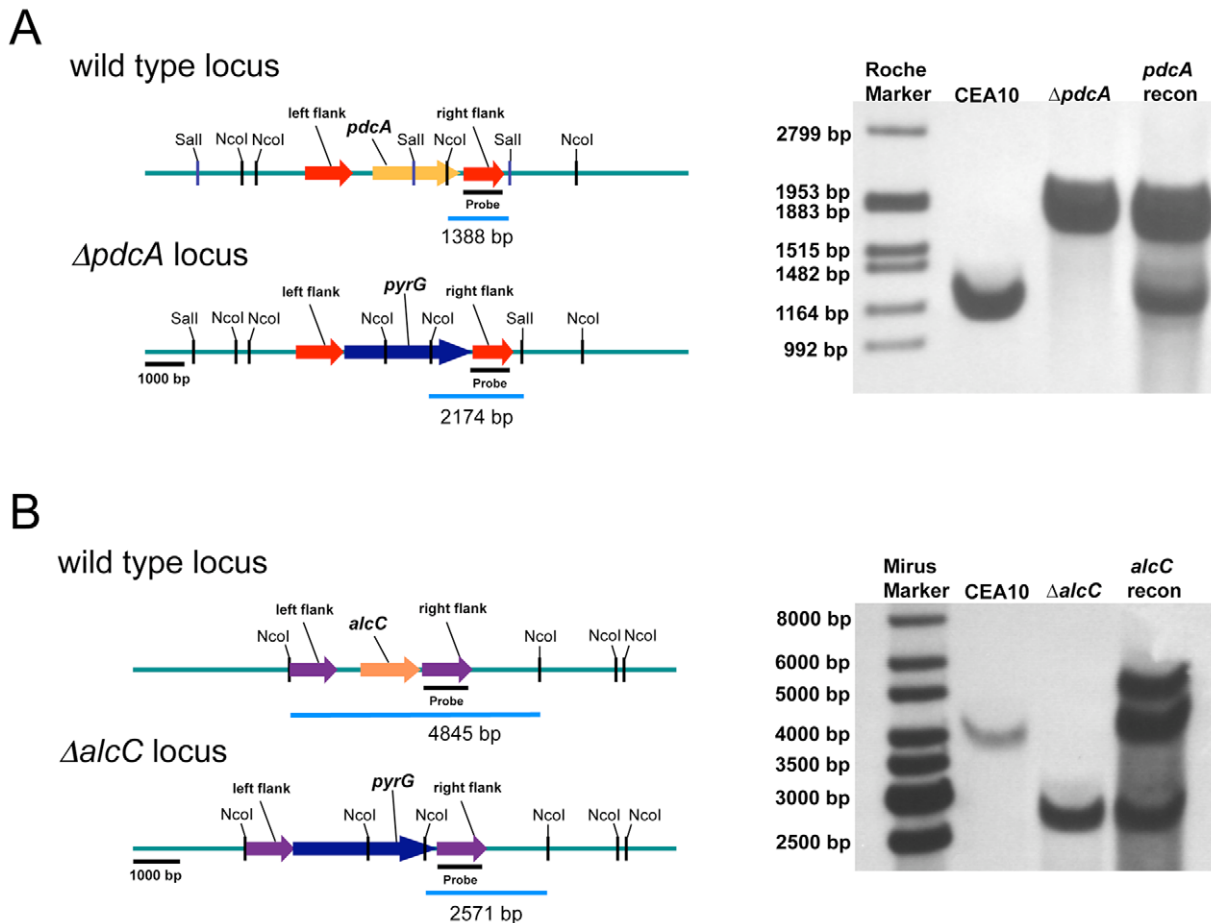 A
wild type locus
left flank
pdcA
right flank
SalI
NcoI
NcoI
SalI
NcoI
SalI
NcoI
Probe
1388 bp
ΔpdcA locus
left flank
pyrG
right flank
SalI
NcoI
NcoI
NcoI
NcoI
SalI
NcoI
1000 bp
Probe
2174 bp
Roche
Marker
CEA10
ΔpdcA
pdcA
recon
2799 bp
1953 bp
1883 bp
1515 bp
1482 bp
1164 bp
992 bp
B
wild type locus
left flank
alcC
right flank
NcoI
NcoI
NcoI
NcoI
Probe
4845 bp
ΔalcC locus
left flank
pyrG
right flank
NcoI
NcoI
NcoI
NcoI
NcoI
NcoI
1000 bp
Probe
2571 bp
Mirus
Marker
CEA10
ΔalcC
alcC
recon
8000 bp
6000 bp
5000 bp
4000 bp
3500 bp
3000 bp
2500 bp